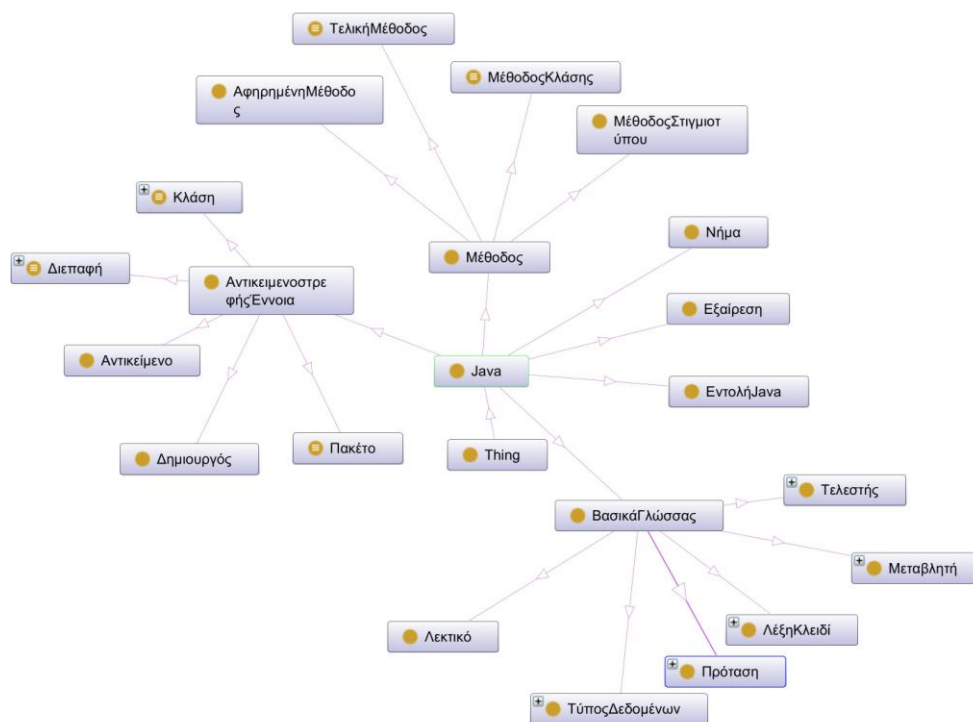 ΤελικήΜέθοδος
ΜέθοδοςΚλάσης
ΑφηρημένηΜέθοδο
ς
ΜέθοδοςΣτιγμιοτ
ύπου
Κλάση
Νήμα
Μέθοδος
Διεπαφή
Αντικειμενοστρε
φήςΈννοια
Εξαίρεση
Αντικείμενο
Java
ΕντολήJava
Δημιουργός
Πακέτο
Thing
Τελεστής
ΒασικάΓλώσσας
Μεταβλητή
Λεκτικό
ΛέξηΚλειδί
Πρόταση
ΤύποςΔεδομένων